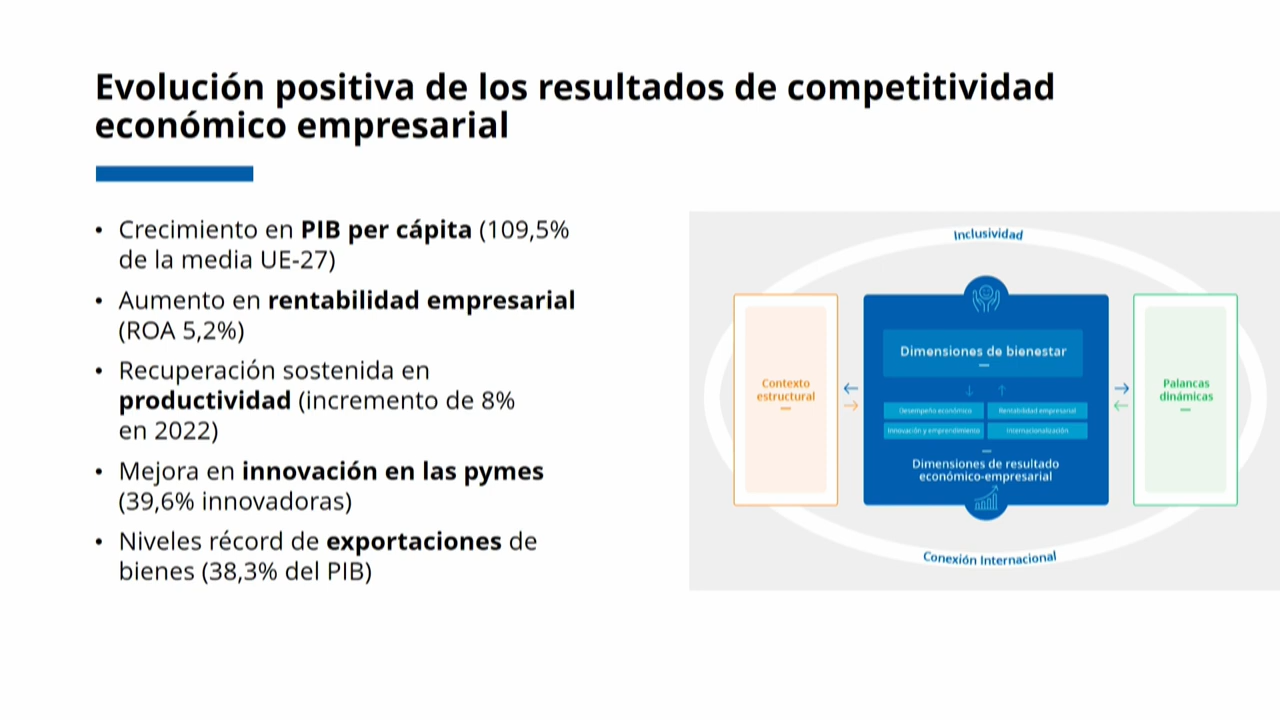 Evolución positiva de los resultados de competitividad
económico empresarial
• Crecimiento en PIB per cápita (109,5%
de la media UE-27)
• Aumento en rentabilidad empresarial
(ROA 5,2%)
• Recuperación sostenida en
productividad (incremento de 8%
en 2022)
• Mejora en innovación en las pymes
(39,6% innovadoras)
• Niveles récord de exportaciones de
bienes (38,3% del PIB)
Inclusividad
Contexto
estructural
Dimensiones de bienestar
Desempeño económico
Rentabilidad empresarial
Innovación y emprendimiento
Internacionalización
Dimensiones de resultado
económico-empresarial
Palancas
dinámicas
Conexión Internacional